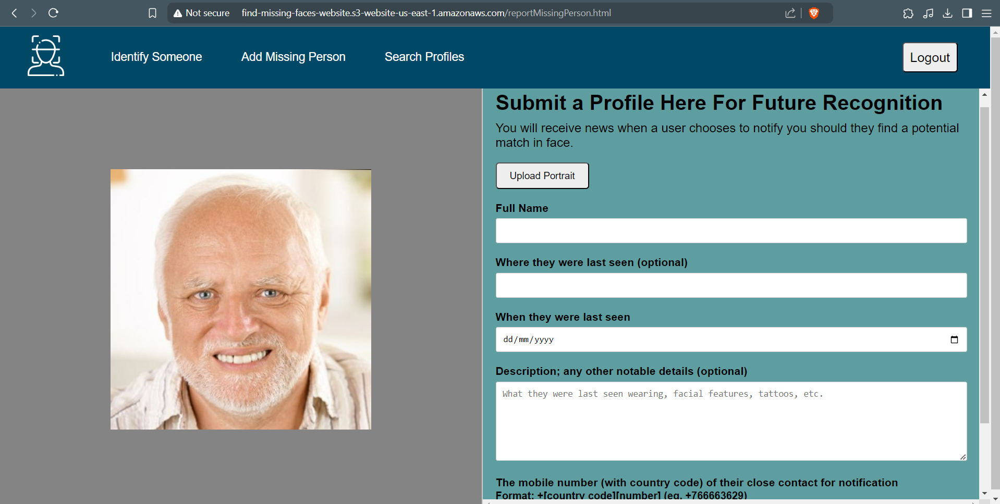 Not secure find-missing-faces-website.s3-website-us-east-1.amazonaws.com/reportMissingPerson.html
Identify Someone Add Missing Person Search Profiles Logout
Submit a Profile Here For Future Recognition
You will receive news when a user chooses to notify you should they find a potential
match in face.
Upload Portrait
Full Name
Where they were last seen (optional)
When they were last seen
dd/mm/yyyy
Description; any other notable details (optional)
What they were last seen wearing, facial features, tattoos, etc.
The mobile number (with country code) of their close contact for notification
Format: +[country code][number] (eg. +766663629)